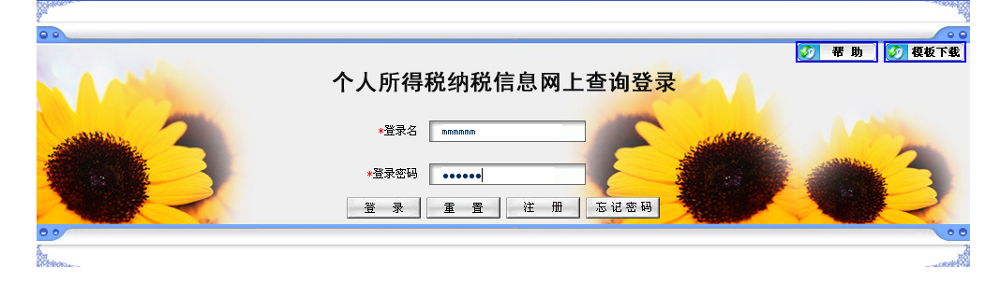 帮 助 模板下载
个人所得税纳税信息网上查询登录
*登录名 mmmmmm
*登录密码 ●●●●●●
登 录 重 置 注 册 忘记密码